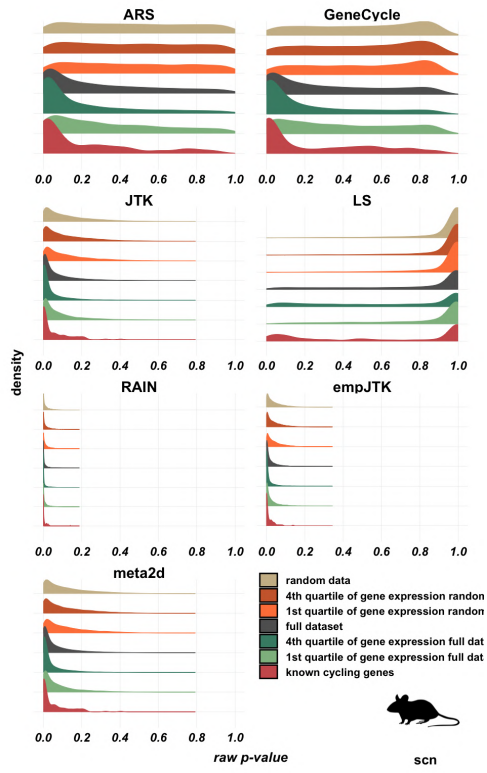 ARS GeneCycle
0.0 0.2 0.4 0.6 0.8 1.0 0.0 0.2 0.4 0.6 0.8 1.0
JTK LS
0.0 0.2 0.4 0.6 0.8 1.0 0.0 0.2 0.4 0.6 0.8 1.0
density
RAIN empJTK
0.0 0.2 0.4 0.6 0.8 1.0 0.0 0.2 0.4 0.6 0.8 1.0
meta2d
0.0 0.2 0.4 0.6 0.8 1.0
raw p-value
random data
4th quartile of gene expression random
1st quartile of gene expression random
full dataset
4th quartile of gene expression full dat
1st quartile of gene expression full dat
known cycling genes
scn